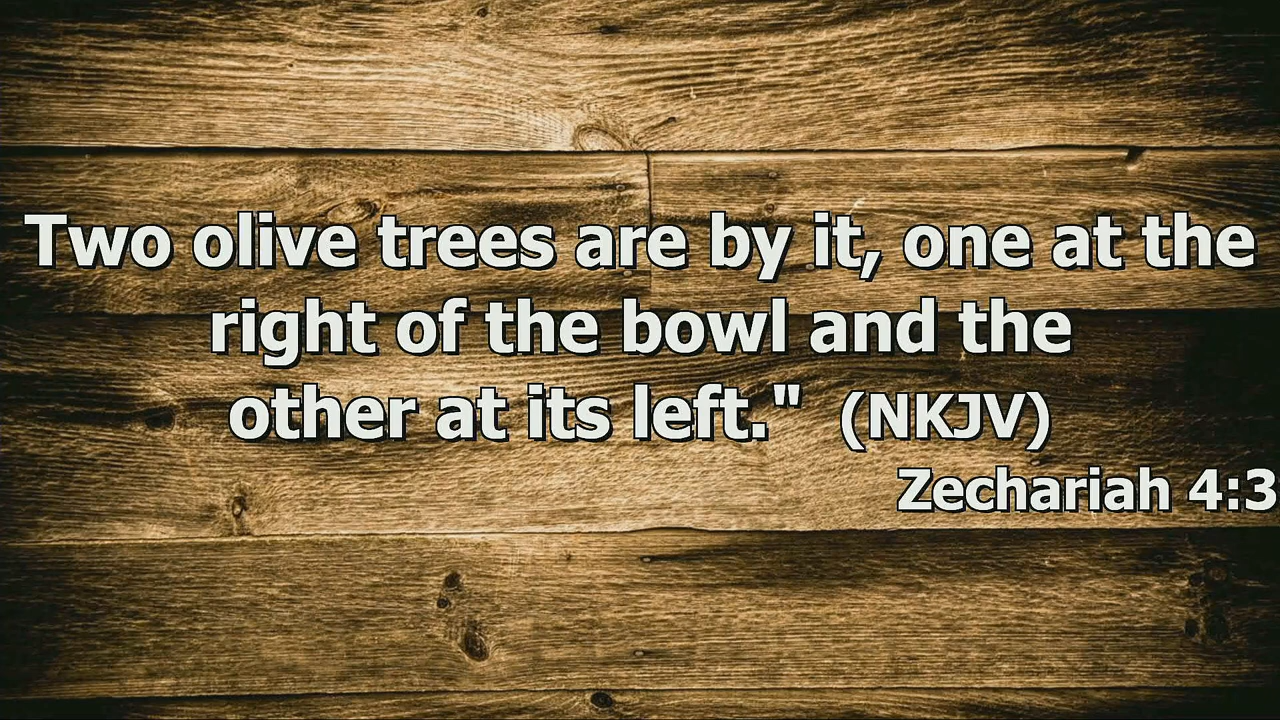 Two olive trees are by it, one at the
right of the bowl and the
other at its left." (NKJV)
Zechariah 4:3